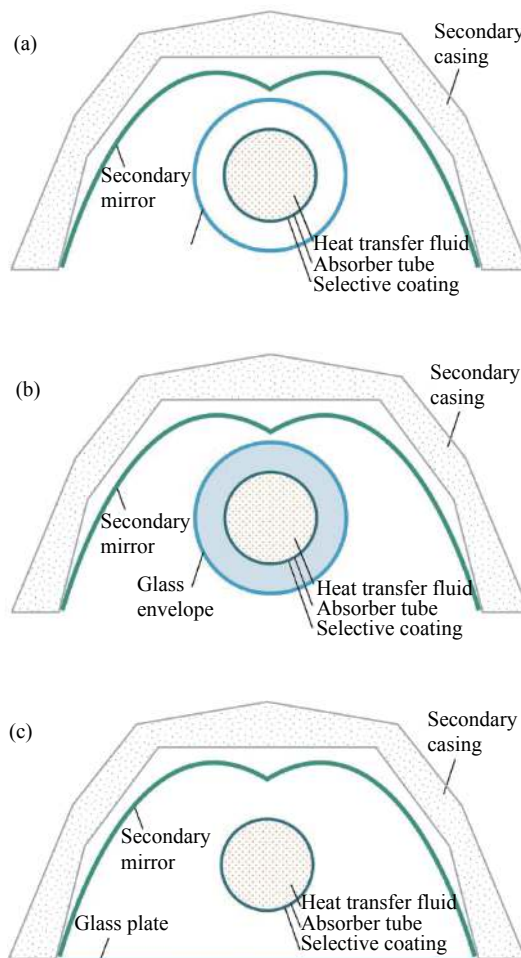 (a)
Secondary
casing
Secondary
mirror
Heat transfer fluid
Absorber tube
Selective coating
(b)
Secondary
casing
Secondary
mirror
Glass
envelope
Heat transfer fluid
Absorber tube
Selective coating
(c)
Secondary
casing
Secondary
mirror
Glass plate
Heat transfer fluid
Absorber tube
Selective coating